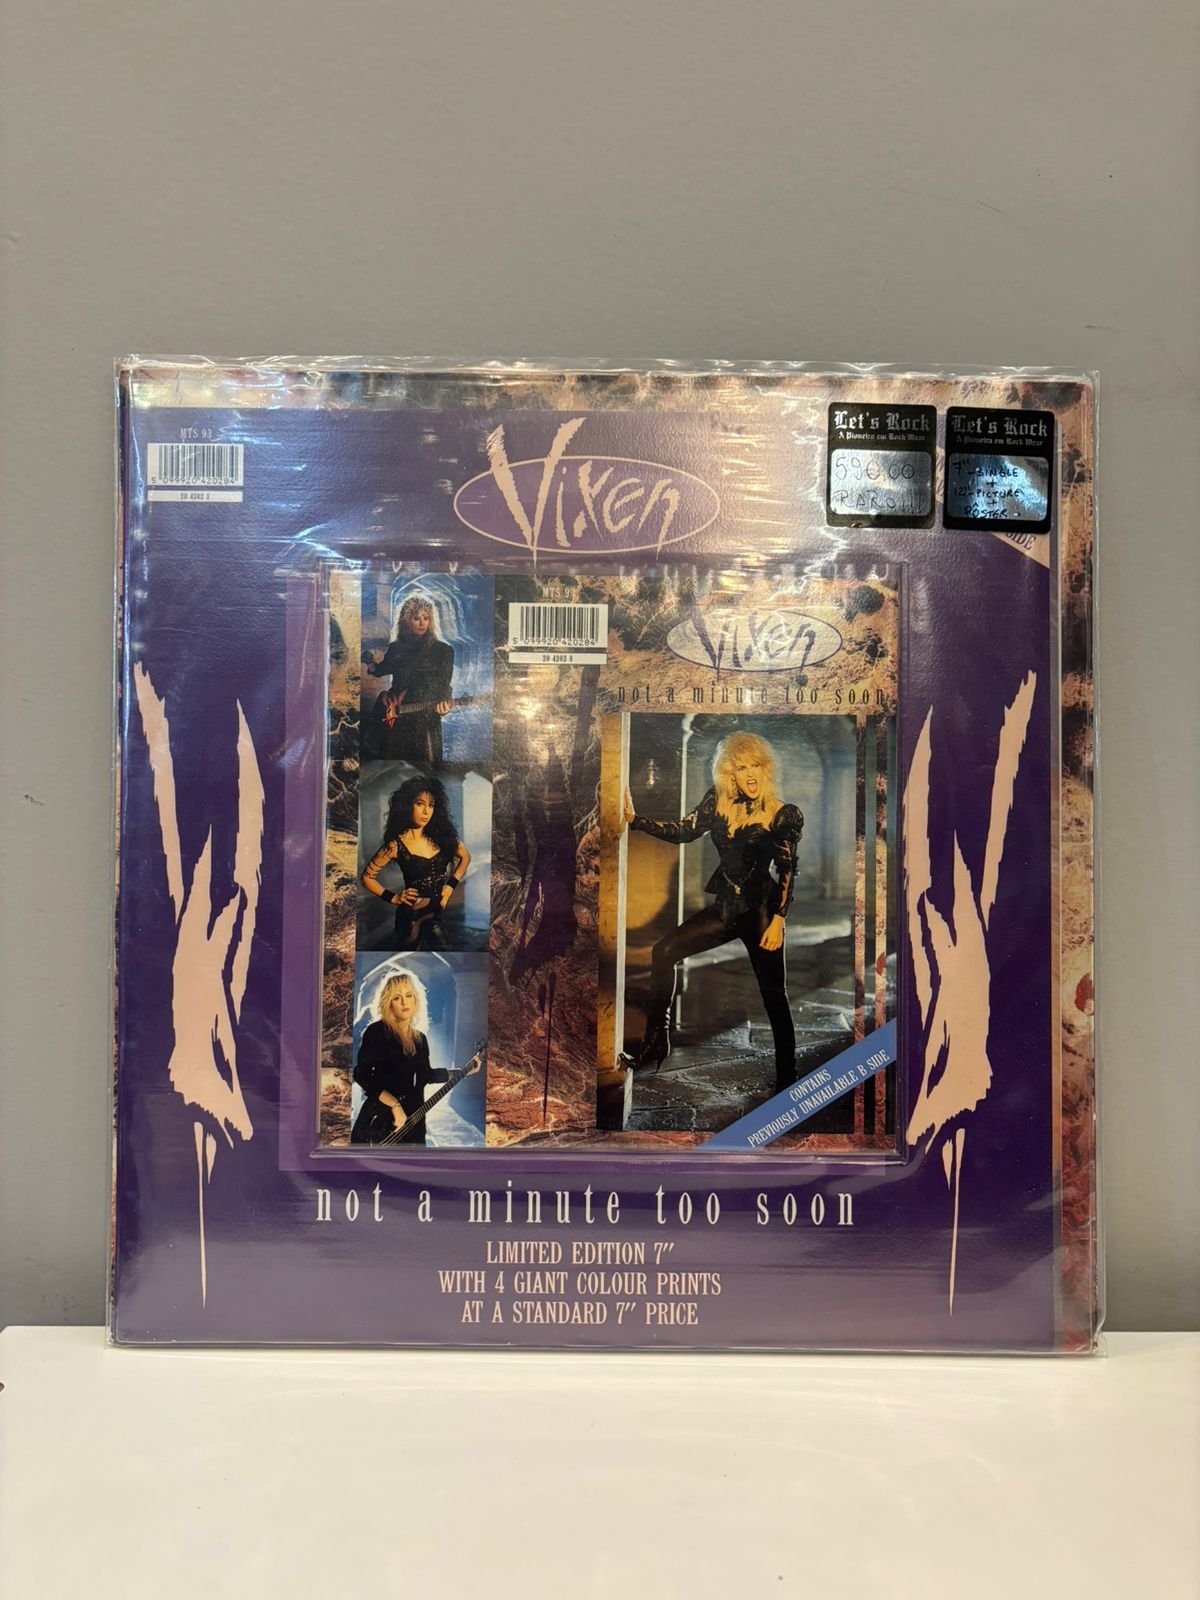 MTS 93
5 099920 420284
20 4202 8
Vixen
Let's Rock
A Pioneira em Rock Wear
590.00
RARO!!!
Let's Rock
A Pioneira em Rock Wear
7" SINGLE
+
12" PICTURE
+
POSTER
SIDE
MTS 93
5 099920 420284
20 4202 8
Vixen
not a minute too soon
CONTAINS
PREVIOUSLY UNAVAILABLE B SIDE
not a minute too soon
LIMITED EDITION 7"
WITH 4 GIANT COLOUR PRINTS
AT A STANDARD 7" PRICE